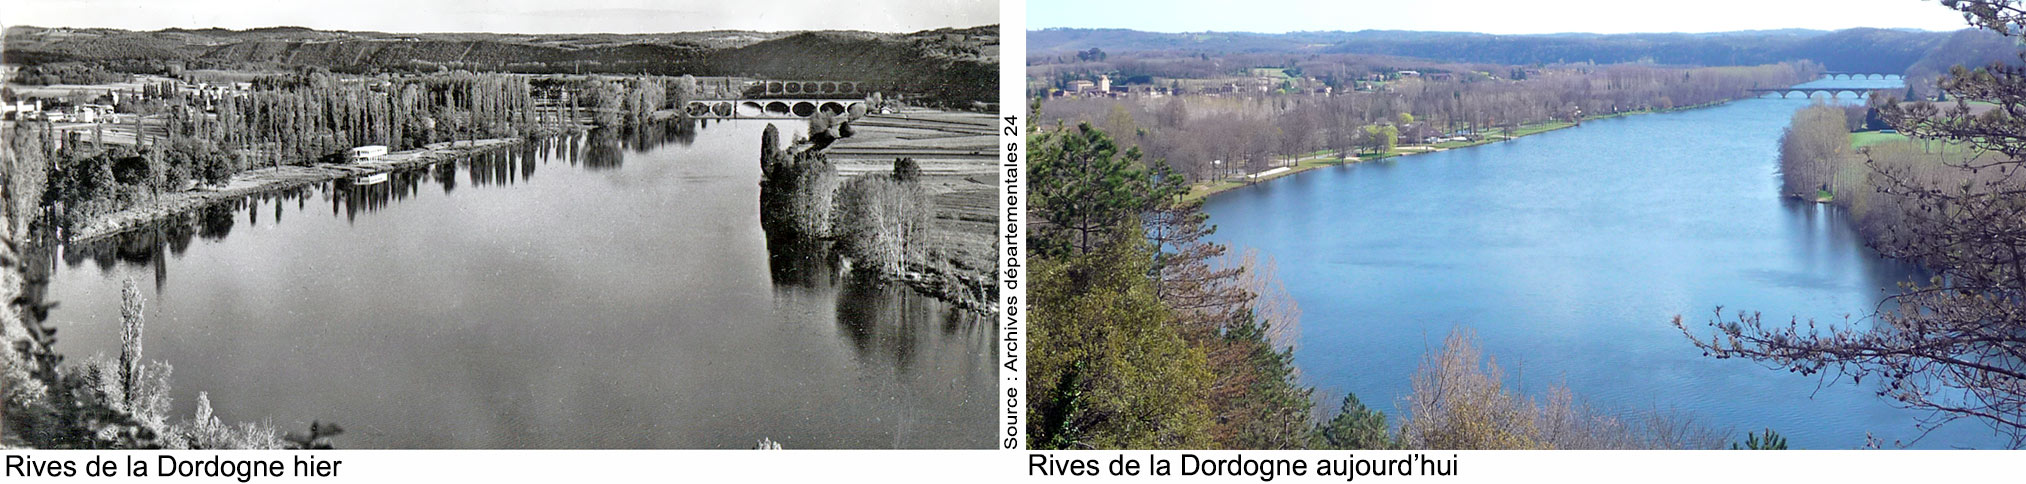 Source : Archives départementales 24
Rives de la Dordogne hier
Rives de la Dordogne aujourd’hui